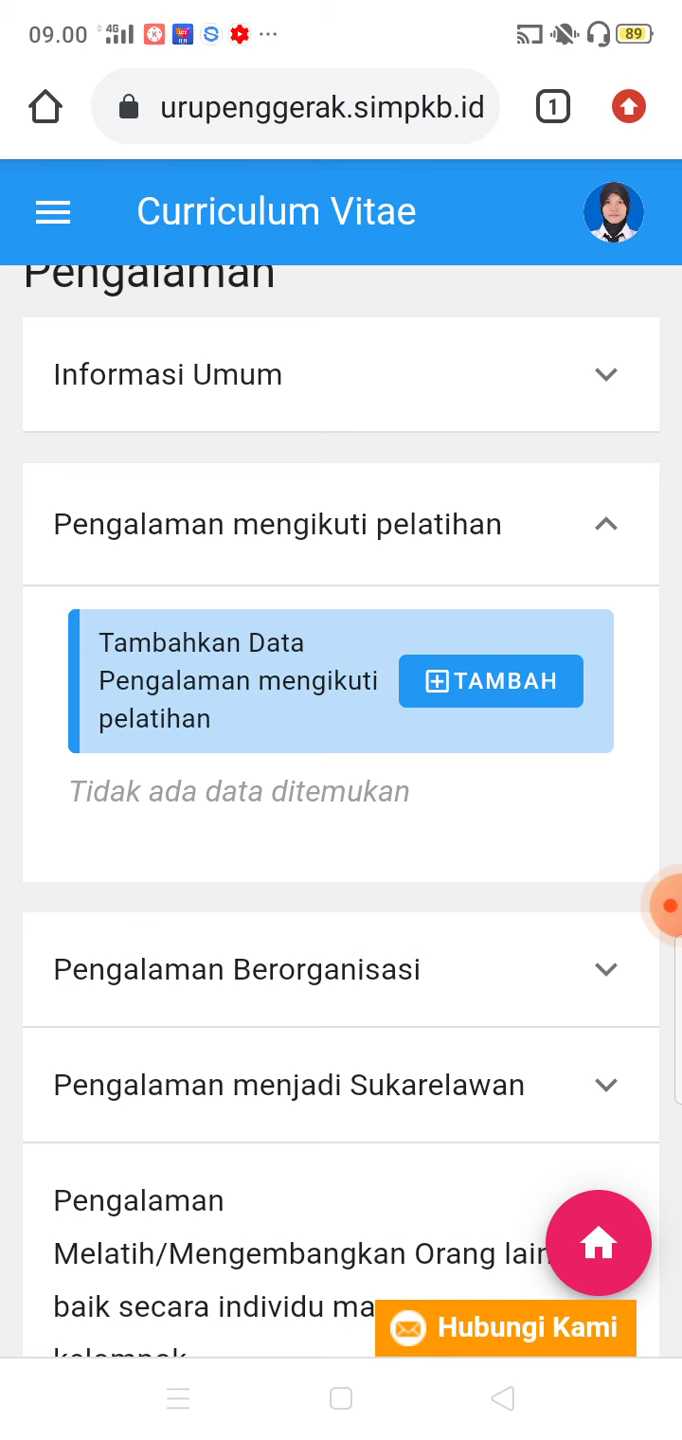 09.00 4G 89
urupenggerak.simpkb.id 1
Curriculum Vitae
Pengalaman
Informasi Umum
Pengalaman mengikuti pelatihan
Tambahkan Data
Pengalaman mengikuti
pelatihan
TAMBAH
Tidak ada data ditemukan
Pengalaman Berorganisasi
Pengalaman menjadi Sukarelawan
Pengalaman
Melatih/Mengembangkan Orang lain
baik secara individu ma
kelompok
Hubungi Kami